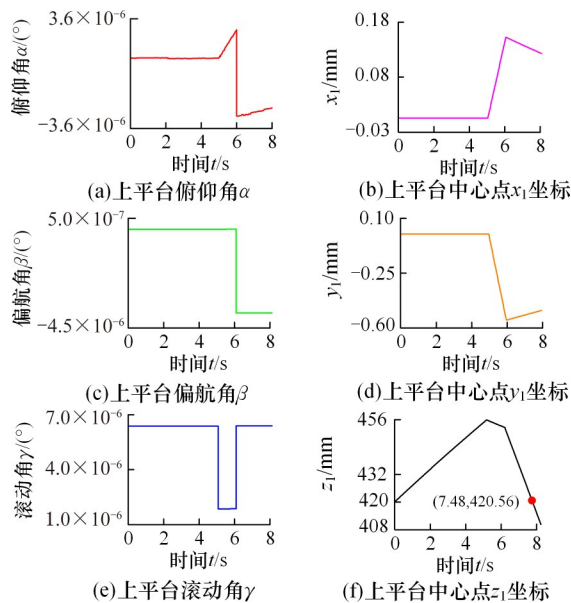 3.6×10⁻⁶
−3.6×10⁻⁶
俯仰角α/(°)
0 2 4 6 8
时间t/s
(a)上平台俯仰角α
0.18
0.08
−0.03
x₁/mm
0 2 4 6 8
时间t/s
(b)上平台中心点x₁坐标
5.0×10⁻⁷
−4.5×10⁻⁶
偏航角β/(°)
0 2 4 6 8
时间t/s
(c)上平台偏航角β
0.10
−0.25
−0.60
y₁/mm
0 2 4 6 8
时间t/s
(d)上平台中心点y₁坐标
7.0×10⁻⁶
4.0×10⁻⁶
1.0×10⁻⁶
滚动角γ/(°)
0 2 4 6 8
时间t/s
(e)上平台滚动角γ
456
432
420
408
z₁/mm
(7.48,420.56)
0 2 4 6 8
时间t/s
(f)上平台中心点z₁坐标